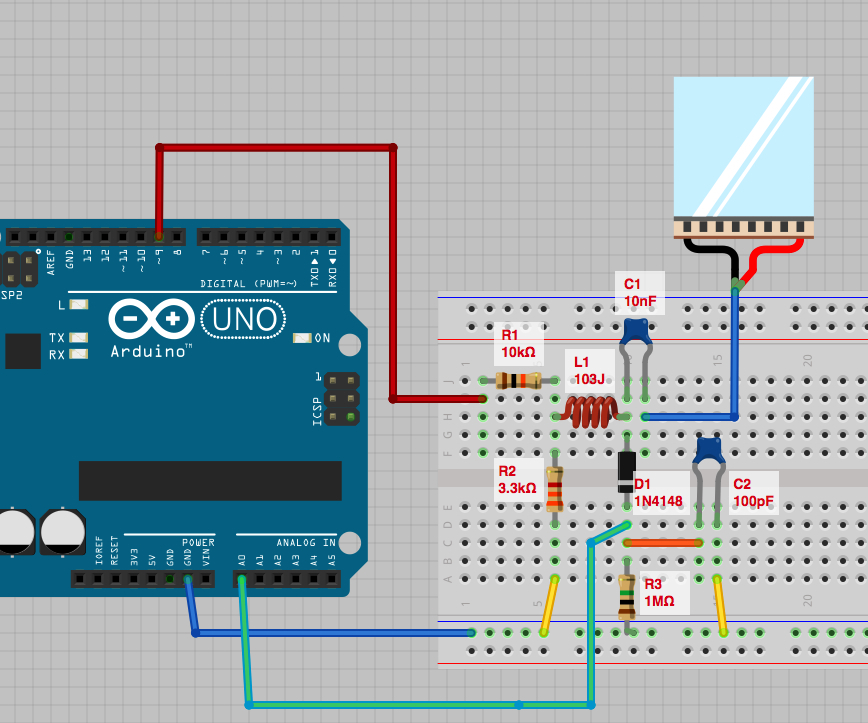 AREF
GND
13
12
~11
~10
~9
8
7
~6
~5
4
~3
2
TX0▶1
RX0◀0
DIGITAL (PWM=~)
SP2
L
TX
RX
UNO
ON
Arduino™
1
ICSP
POWER
ANALOG IN
IOREF
RESET
3V3
5V
GND
GND
VIN
A0
A1
A2
A3
A4
A5
C1
10nF
R1
10kΩ
L1
103J
R2
3.3kΩ
D1
1N4148
C2
100pF
R3
1MΩ
1
15
20
J
H
G
F
E
D
C
B
A
1
5
20